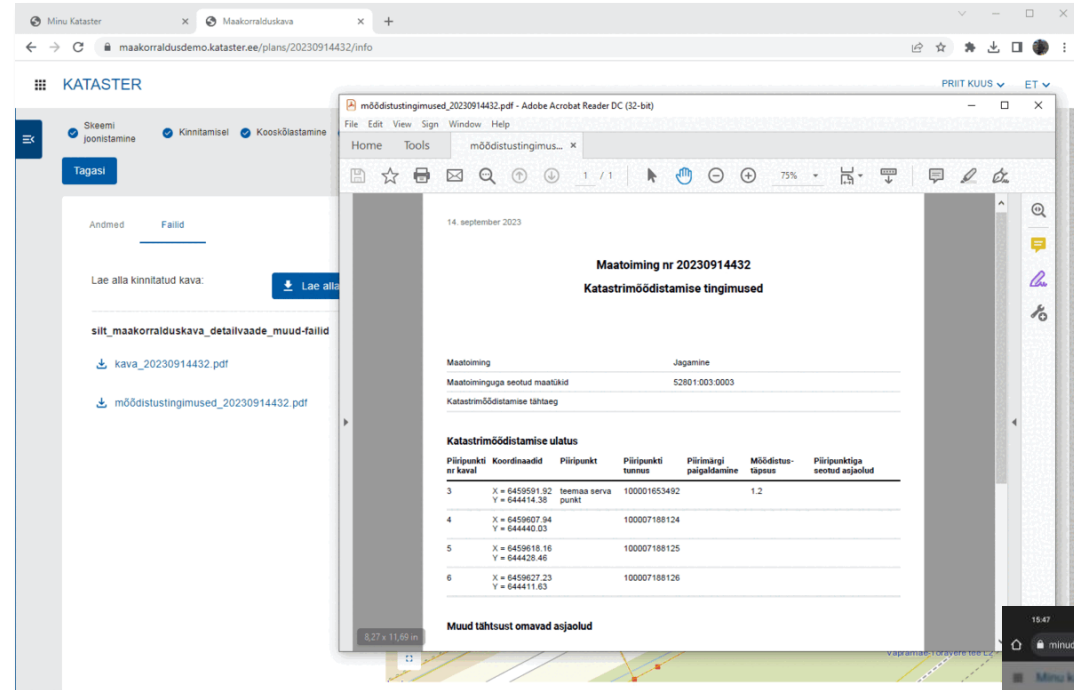 Minu Kataster
Maakorralduskava
maakorraldusdemo.kataster.ee/plans/20230914432/info
KATASTER
PRIIT KUUS
ET
Skeemi
joonistamine
Kinnitamisel
Kooskõlastamine
Tagasi
Andmed
Failid
Lae alla kinnitatud kava:
Lae alla
silt_maakorralduskava_detailvaade_muud-failid
kava_20230914432.pdf
mõõdistustingimused_20230914432.pdf
mõõdistustingimused_20230914432.pdf - Adobe Acrobat Reader DC (32-bit)
File Edit View Sign Window Help
Home Tools mõõdistustingimus...
1 / 1 75%
14. september 2023
Maatoiming nr 20230914432
Katastrimõõdistamise tingimused
Maatoiming Jagamine
Maatoiminguga seotud maatükid 52801:003:0003
Katastrimõõdistamise tähtaeg
Katastrimõõdistamise ulatus
Piiripunkti nr kaval Koordinaadid Piiripunkt Piiripunkti tunnus Piirimärgi paigaldamine Mõõdistus-täpsus Piiripunktiga seotud asjaolud
3 X = 6459591.92 teemaa serva 100001653492 1.2
Y = 644414.38 punkt
4 X = 6459607.94 100007188124
Y = 644440.03
5 X = 6459618.16 100007188125
Y = 644428.46
6 X = 6459627.23 100007188126
Y = 644411.63
Muud tähtsust omavad asjaolud
8,27 x 11,69 in
15:47
minud
Minu k